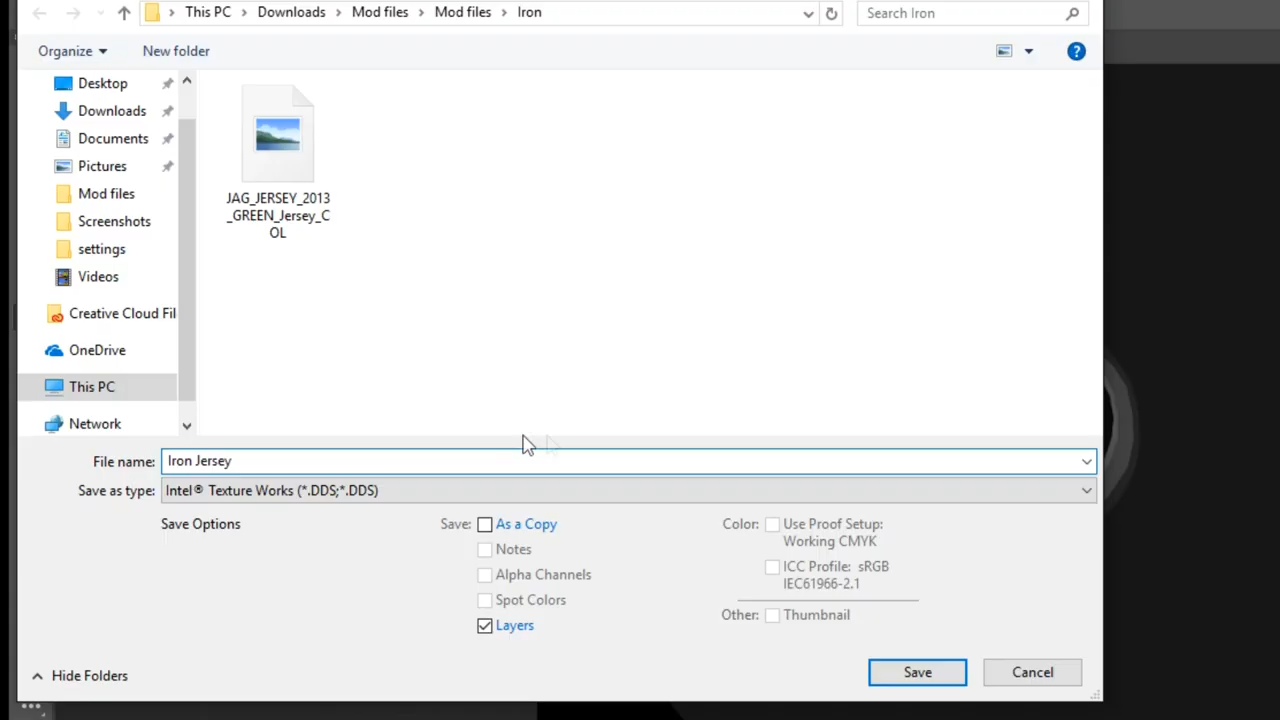 This PC > Downloads > Mod files > Mod files > Iron
Search Iron
Organize
New folder
Desktop
Downloads
Documents
Pictures
Mod files
Screenshots
settings
Videos
Creative Cloud Fil
OneDrive
This PC
Network
JAG_JERSEY_2013
_GREEN_Jersey_C
OL
File name: Iron Jersey
Save as type: Intel® Texture Works (*.DDS;*.DDS)
Save Options
Save: As a Copy
Notes
Alpha Channels
Spot Colors
Layers
Color: Use Proof Setup:
Working CMYK
ICC Profile: sRGB
IEC61966-2.1
Other: Thumbnail
Hide Folders
Save
Cancel